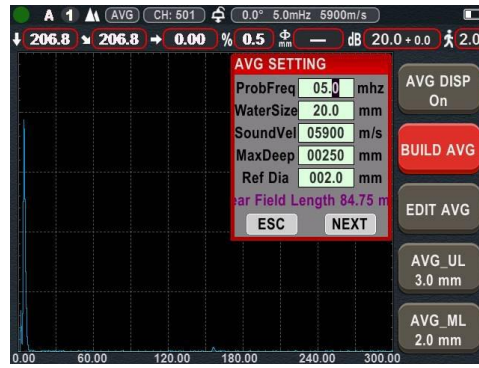 A 1 AVG CH: 501 0.0° 5.0mHz 5900m/s
206.8 206.8 0.00 % 0.5 Φ mm — dB 20.0+0.0 2.0
AVG SETTING
ProbFreq 05.0 mhz
WaterSize 20.0 mm
SoundVel 05900 m/s
MaxDeep 00250 mm
Ref Dia 002.0 mm
ear Field Length 84.75 m
ESC NEXT
AVG DISP
On
BUILD AVG
EDIT AVG
AVG_UL
3.0 mm
AVG_ML
2.0 mm
0.00 60.00 120.00 180.00 240.00 300.00